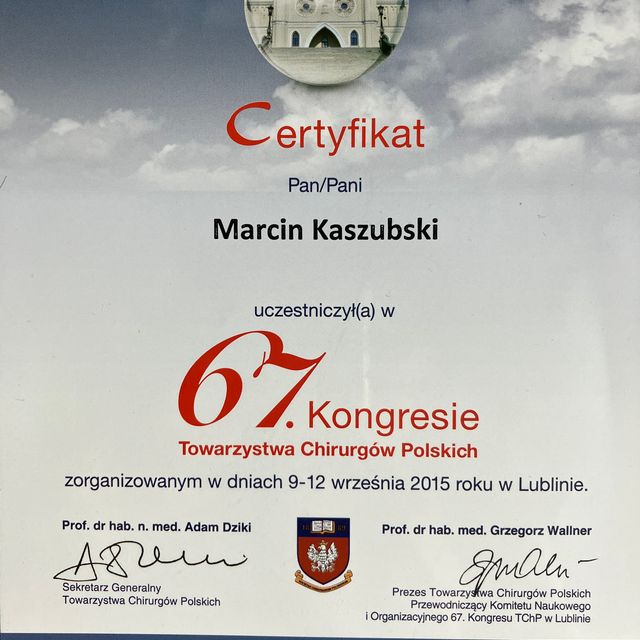 Certyfikat
Pan/Pani
Marcin Kaszubski
uczestniczył(a) w
67. Kongresie
Towarzystwa Chirurgów Polskich
zorganizowanym w dniach 9-12 września 2015 roku w Lublinie.
Prof. dr hab. n. med. Adam Dziki
Sekretarz Generalny
Towarzystwa Chirurgów Polskich
Prof. dr hab. med. Grzegorz Wallner
Prezes Towarzystwa Chirurgów Polskich
Przewodniczący Komitetu Naukowego
i Organizacyjnego 67. Kongresu TChP w Lublinie